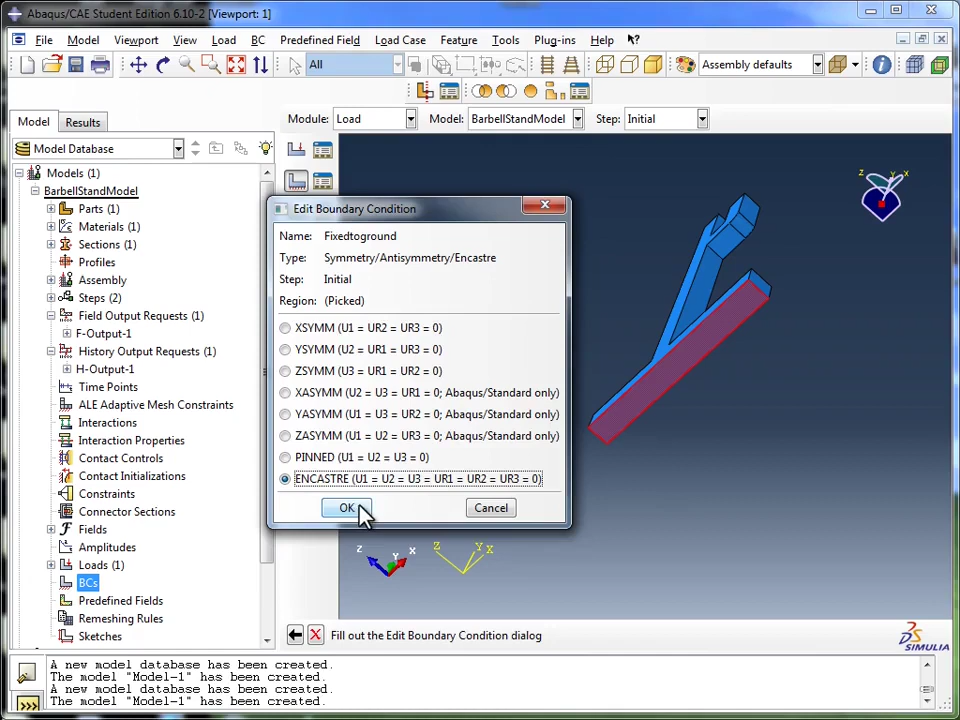 Abaqus/CAE Student Edition 6.10-2 [Viewport: 1]
File Model Viewport View Load BC Predefined Field Load Case Feature Tools Plug-ins Help
All Assembly defaults
Model Results Module: Load Model: BarbellStandModel Step: Initial
Model Database
Models (1)
BarbellStandModel
Parts (1)
Materials (1)
Sections (1)
Profiles
Assembly
Steps (2)
Field Output Requests (1)
F-Output-1
History Output Requests (1)
H-Output-1
Time Points
ALE Adaptive Mesh Constraints
Interactions
Interaction Properties
Contact Controls
Contact Initializations
Constraints
Connector Sections
Fields
Amplitudes
Loads (1)
BCs
Predefined Fields
Remeshing Rules
Sketches
Edit Boundary Condition
Name: Fixedtoground
Type: Symmetry/Antisymmetry/Encastre
Step: Initial
Region: (Picked)
XSYMM (U1 = UR2 = UR3 = 0)
YSYMM (U2 = UR1 = UR3 = 0)
ZSYMM (U3 = UR1 = UR2 = 0)
XASYMM (U2 = U3 = UR1 = 0; Abaqus/Standard only)
YASYMM (U1 = U3 = UR2 = 0; Abaqus/Standard only)
ZASYMM (U1 = U2 = UR3 = 0; Abaqus/Standard only)
PINNED (U1 = U2 = U3 = 0)
ENCASTRE (U1 = U2 = U3 = UR1 = UR2 = UR3 = 0)
OK Cancel
Z Y X
Z Y X
Z Y X
Fill out the Edit Boundary Condition dialog
SIMULIA
A new model database has been created.
The model "Model-1" has been created.
A new model database has been created.
The model "Model-1" has been created.
>>>